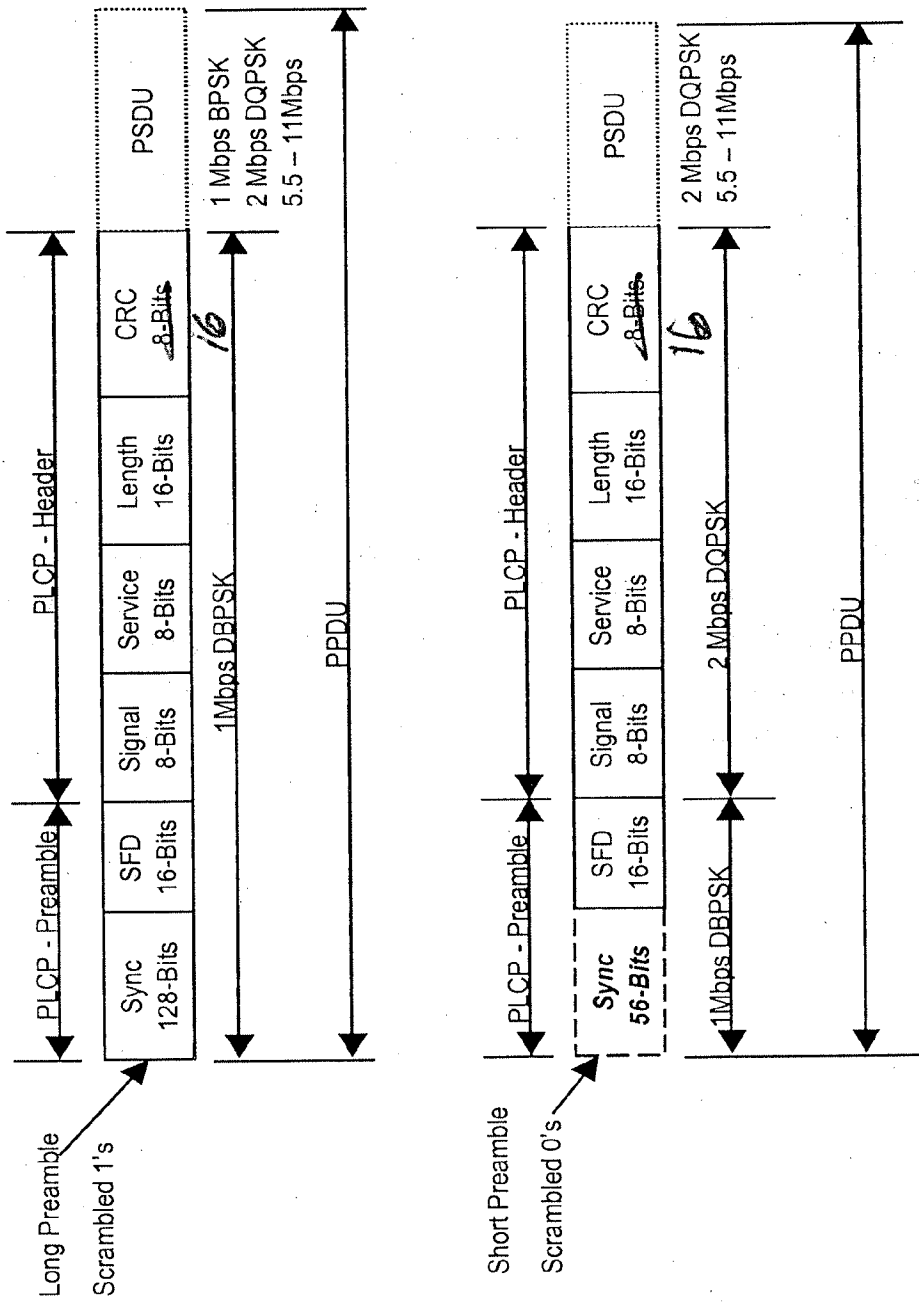 Long Preamble
Scrambled 1's
PLCP - Preamble
PLCP - Header
Sync
128-Bits
SFD
16-Bits
Signal
8-Bits
Service
8-Bits
Length
16-Bits
CRC
8-Bits
16
PSDU
1Mbps DBPSK
1 Mbps BPSK
2 Mbps DQPSK
5.5 – 11Mbps
PPDU
Short Preamble
Scrambled 0's
PLCP - Preamble
PLCP - Header
Sync
56-Bits
SFD
16-Bits
Signal
8-Bits
Service
8-Bits
Length
16-Bits
CRC
8-Bits
16
PSDU
1Mbps DBPSK
2 Mbps DQPSK
2 Mbps DQPSK
5.5 – 11Mbps
PPDU